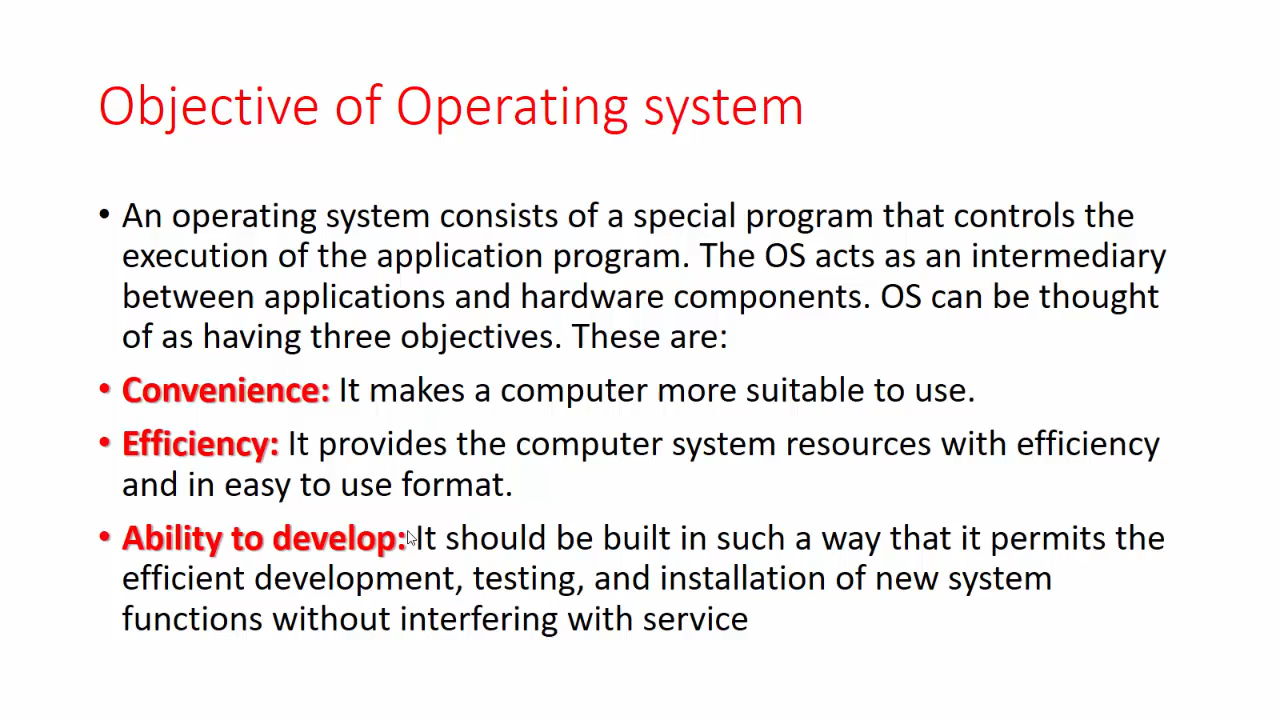 Objective of Operating system
• An operating system consists of a special program that controls the
execution of the application program. The OS acts as an intermediary
between applications and hardware components. OS can be thought
of as having three objectives. These are:
• Convenience: It makes a computer more suitable to use.
• Efficiency: It provides the computer system resources with efficiency
and in easy to use format.
• Ability to develop: It should be built in such a way that it permits the
efficient development, testing, and installation of new system
functions without interfering with service